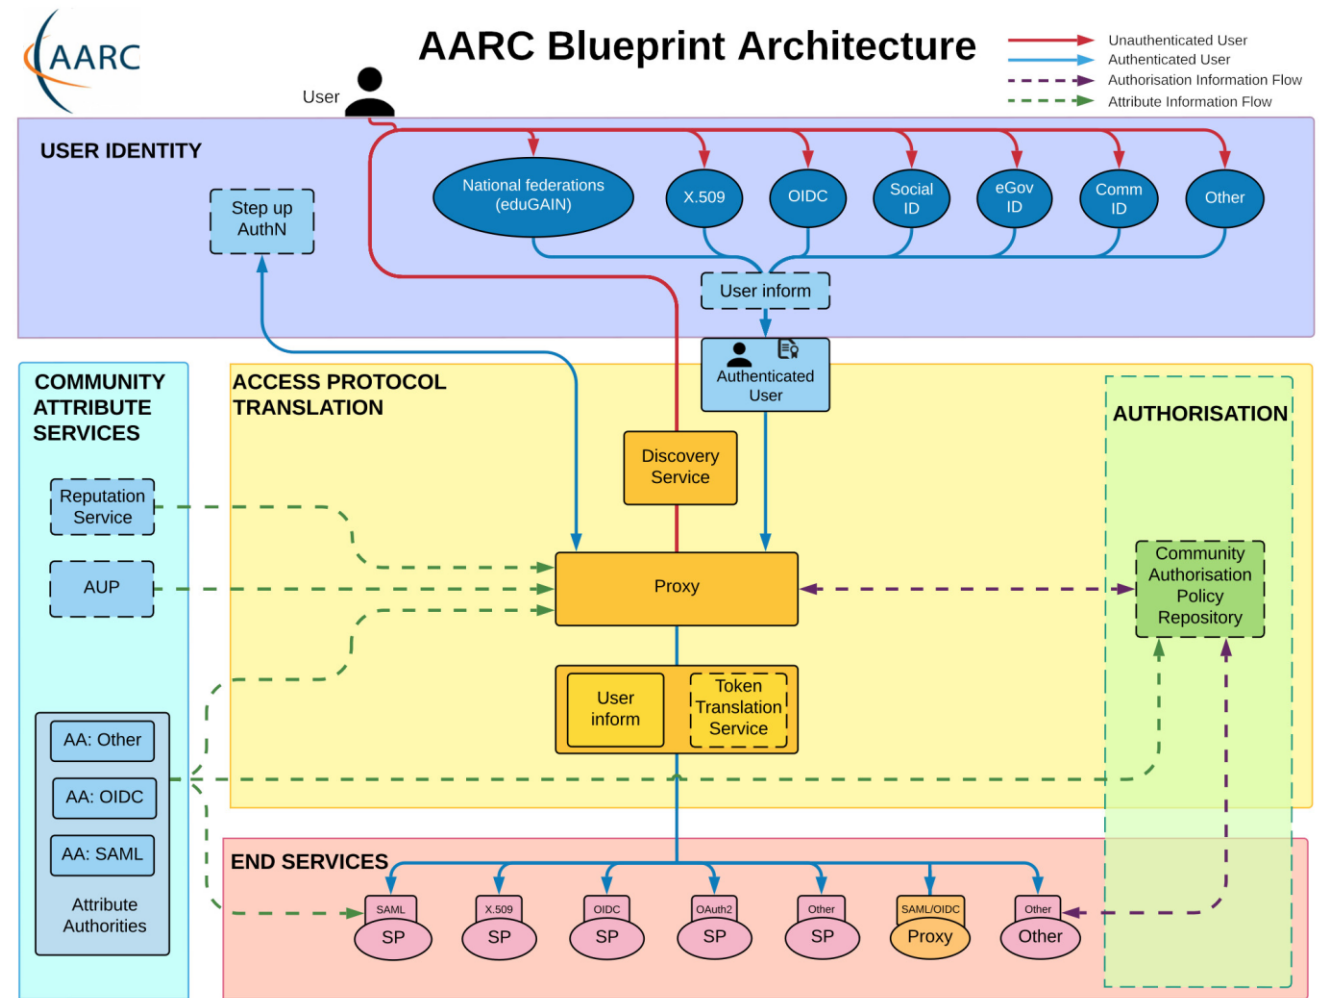 AARC
AARC Blueprint Architecture
Unauthenticated User
Authenticated User
Authorisation Information Flow
Attribute Information Flow
User
USER IDENTITY
Step up
AuthN
National federations
(eduGAIN)
X.509
OIDC
Social
ID
eGov
ID
Comm
ID
Other
User inform
Authenticated
User
COMMUNITY
ATTRIBUTE
SERVICES
ACCESS PROTOCOL
TRANSLATION
AUTHORISATION
Discovery
Service
Reputation
Service
AUP
Proxy
Community
Authorisation
Policy
Repository
User
inform
Token
Translation
Service
AA: Other
AA: OIDC
AA: SAML
Attribute
Authorities
END SERVICES
SAML
SP
X.509
SP
OIDC
SP
OAuth2
SP
Other
SP
SAML/OIDC
Proxy
Other
Other